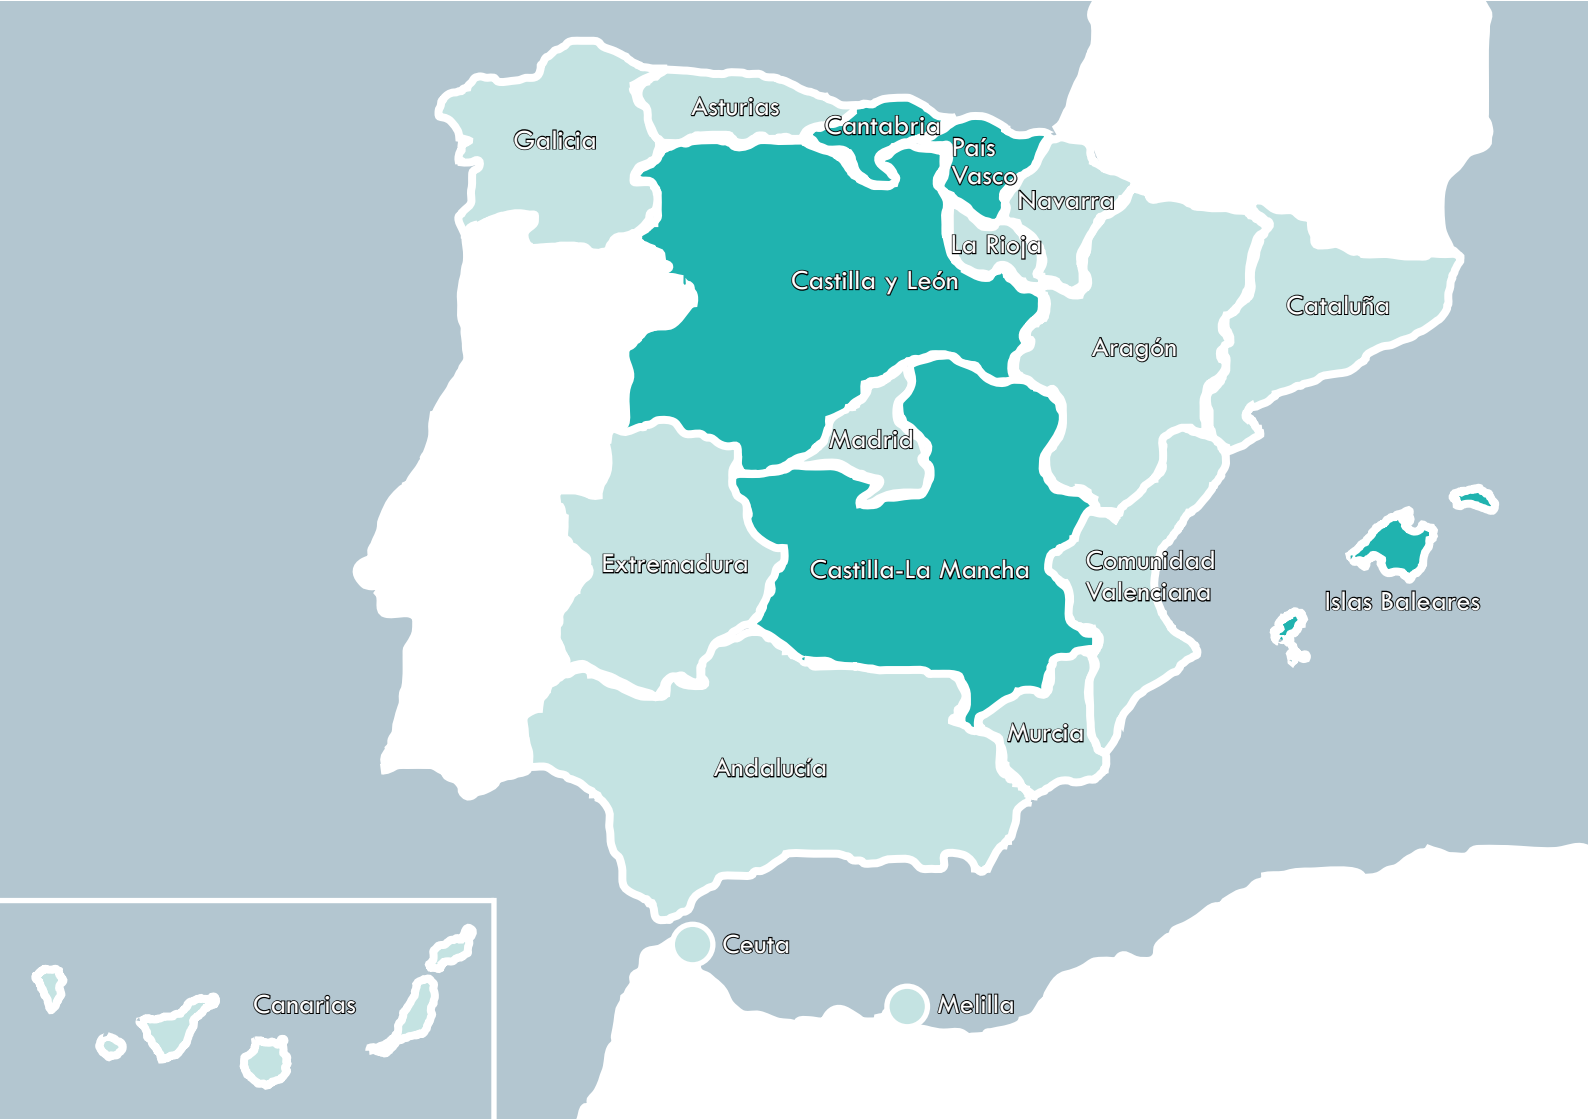 Asturias
Cantabria
Galicia
País
Vasco
Navarra
La Rioja
Castilla y León
Cataluña
Aragón
Madrid
Extremadura
Castilla-La Mancha
Comunidad
Valenciana
Islas Baleares
Murcia
Andalucía
Ceuta
Canarias
Melilla